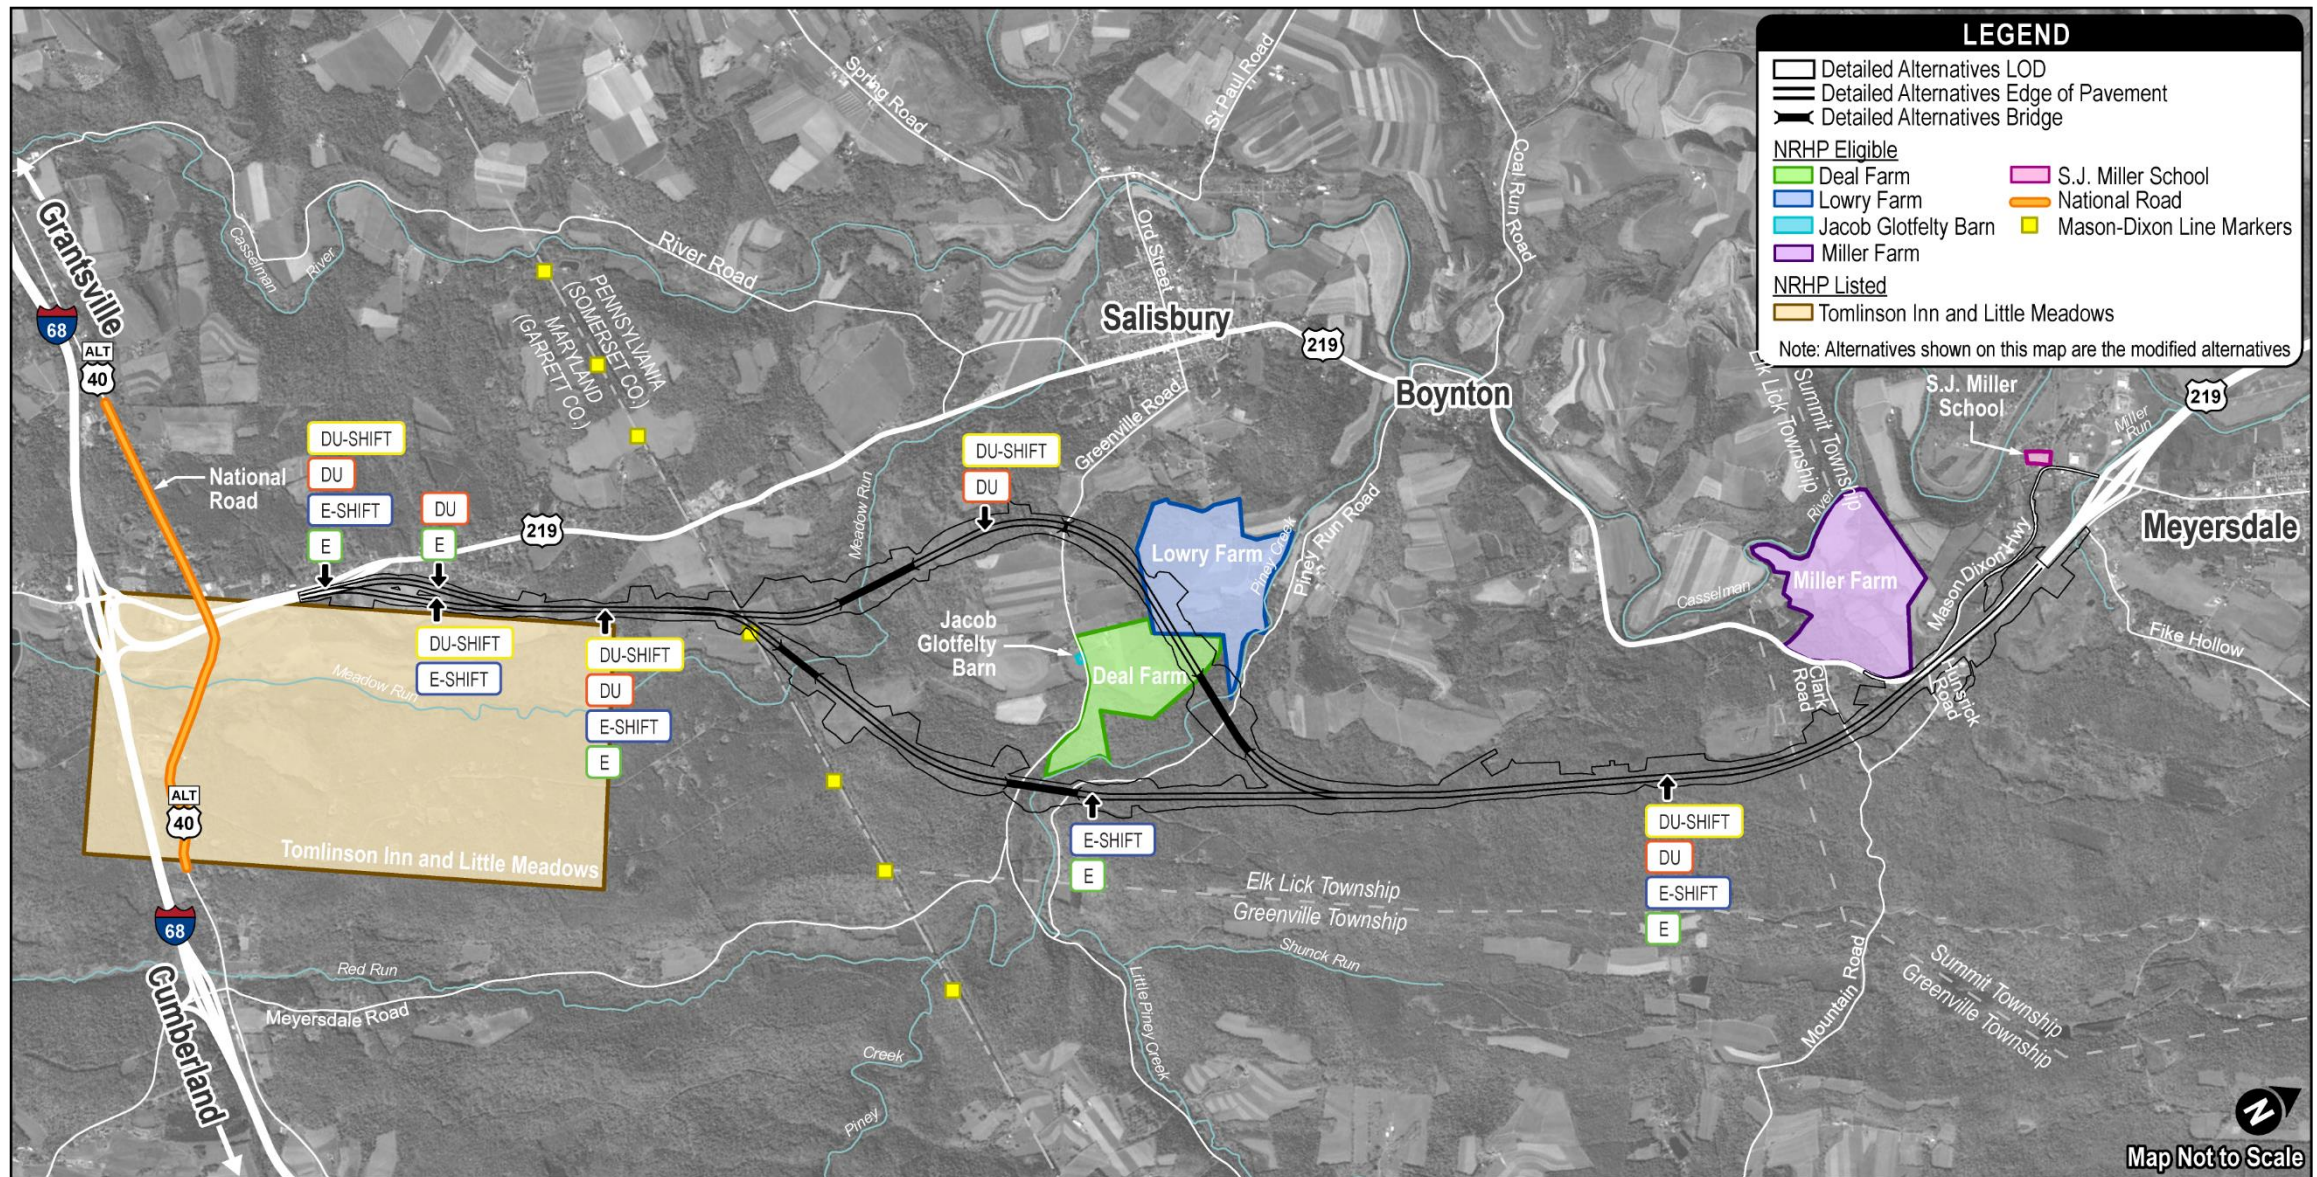 LEGEND
Detailed Alternatives LOD
Detailed Alternatives Edge of Pavement
Detailed Alternatives Bridge
NRHP Eligible
Deal Farm
Lowry Farm
Jacob Glotfelty Barn
Miller Farm
S.J. Miller School
National Road
Mason-Dixon Line Markers
NRHP Listed
Tomlinson Inn and Little Meadows
Note: Alternatives shown on this map are the modified alternatives
Spring Road
St Paul Road
Coal Run Road
Grantsville
68
ALT
40
Casselman
River
River Road
PENNSYLVANIA
(SOMERSET CO.)
MARYLAND
(GARRETT CO.)
Ord Street
Salisbury
219
Boynton
Greenville Road
Elk Lick Township
Summit Township
S.J. Miller
School
Miller
Run
219
Meyersdale
National
Road
DU-SHIFT
DU
E-SHIFT
E
DU
E
219
Meadow Run
DU-SHIFT
DU
Lowry Farm
Piney Creek
Piney Run Road
River
Casselman
Miller Farm
Mason Dixon Hwy
Fike Hollow
Jacob
Glotfelty
Barn
Deal Farm
DU-SHIFT
E-SHIFT
DU-SHIFT
DU
E-SHIFT
E
Meadow Run
Clark
Road
Hunsrick
Road
ALT
40
Tomlinson Inn and Little Meadows
E-SHIFT
E
DU-SHIFT
DU
E-SHIFT
E
Elk Lick Township
Greenville Township
68
Red Run
Meyersdale Road
Cumberland
Shunck Run
Little Piney Creek
Creek
Piney
Mountain Road
Summit Township
Greenville Township
N
Map Not to Scale